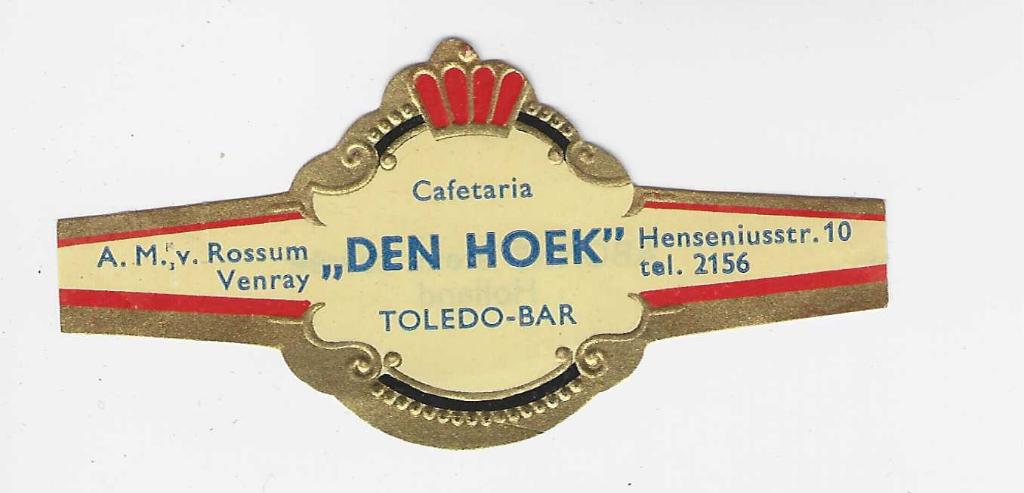 Cafetaria
A. M. v. Rossum
Venray
„DEN HOEK”
Henseniusstr. 10
tel. 2156
TOLEDO-BAR